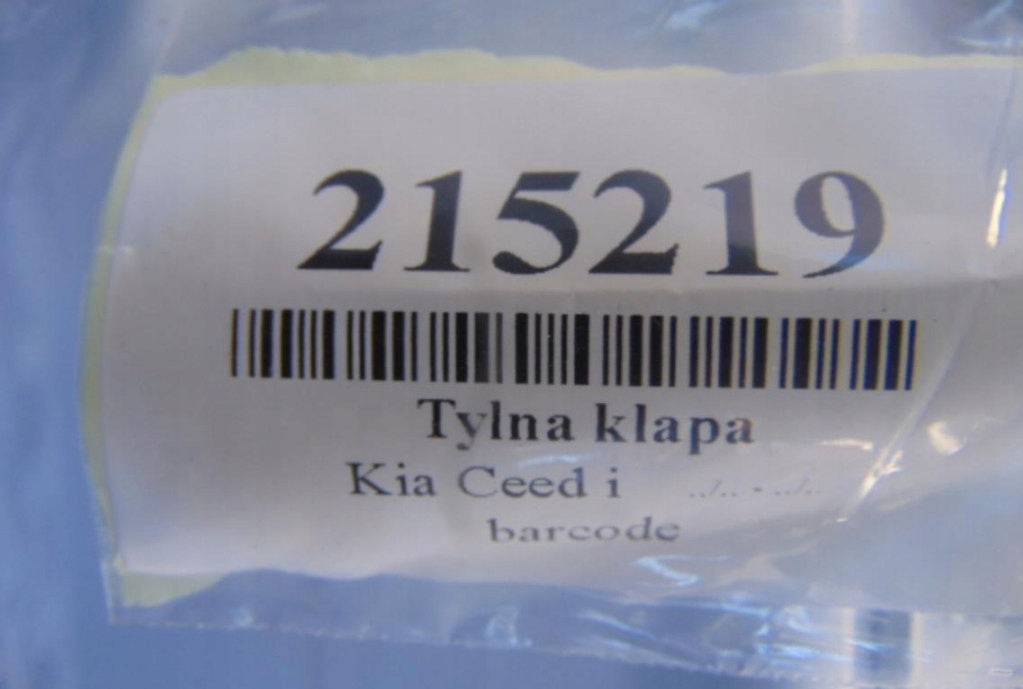 215219
Tylna klapa
Kia Ceed i ../.. - ../..
barcode